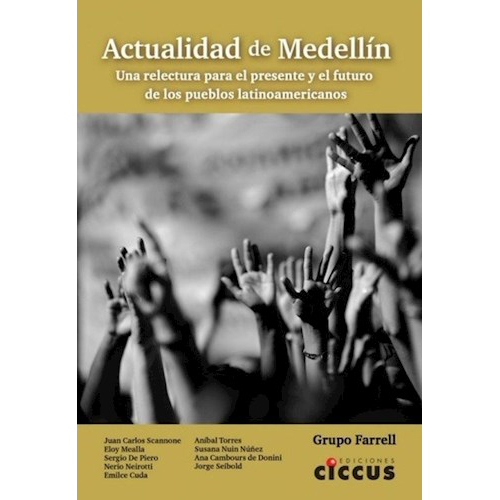 Actualidad de Medellín
Una relectura para el presente y el futuro
de los pueblos latinoamericanos
Juan Carlos Scannone
Eloy Mealla
Sergio De Piero
Nerio Neirotti
Emilce Cuda
Aníbal Torres
Susana Nuin Núñez
Ana Cambours de Donini
Jorge Seibold
Grupo Farrell
EDICIONES
CICCUS